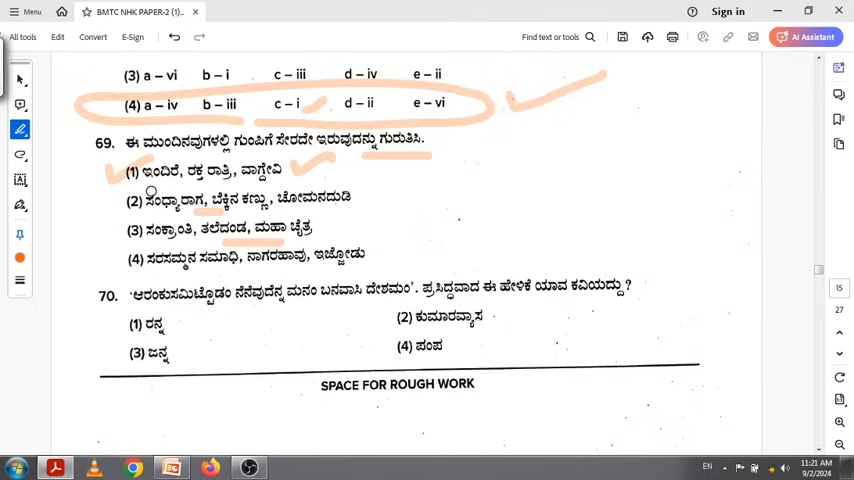 Menu
BMTC NHK PAPER-2 (1)...
+ Create
Sign in
All tools
Edit
Convert
E-Sign
Find text or tools
AI Assistant
(3) a – vi b – i c – iii d – iv e – ii
(4) a – iv b – iii c – i d – ii e – vi
69. ಈ ಮುಂದಿನವುಗಳಲ್ಲಿ ಗುಂಪಿಗೆ ಸೇರದೇ ಇರುವುದನ್ನು ಗುರುತಿಸಿ.
(1) ಇಂದಿರೆ, ರಕ್ತ ರಾತ್ರಿ, ವಾಗ್ದೇವಿ
(2) ಸಂಧ್ಯಾರಾಗ, ಬೆಕ್ಕಿನ ಕಣ್ಣು, ಚೋಮನದುಡಿ
(3) ಸಂಕ್ರಾಂತಿ, ತಲೆದಂಡ, ಮಹಾ ಚೈತ್ರ
(4) ಸರಸಮ್ಮನ ಸಮಾಧಿ, ನಾಗರಹಾವು, ಇಜ್ಜೋಡು
70. 'ಆರಂಕುಸಮಿಟ್ಟೊಡಂ ನೆನೆವುದೆನ್ನ ಮನಂ ಬನವಾಸಿ ದೇಶಮಂ'. ಪ್ರಸಿದ್ಧವಾದ ಈ ಹೇಳಿಕೆ ಯಾವ ಕವಿಯದ್ದು ?
(1) ರನ್ನ (2) ಕುಮಾರವ್ಯಾಸ
(3) ಜನ್ನ (4) ಪಂಪ
SPACE FOR ROUGH WORK
15
27
EN
11:21 AM
9/2/2024